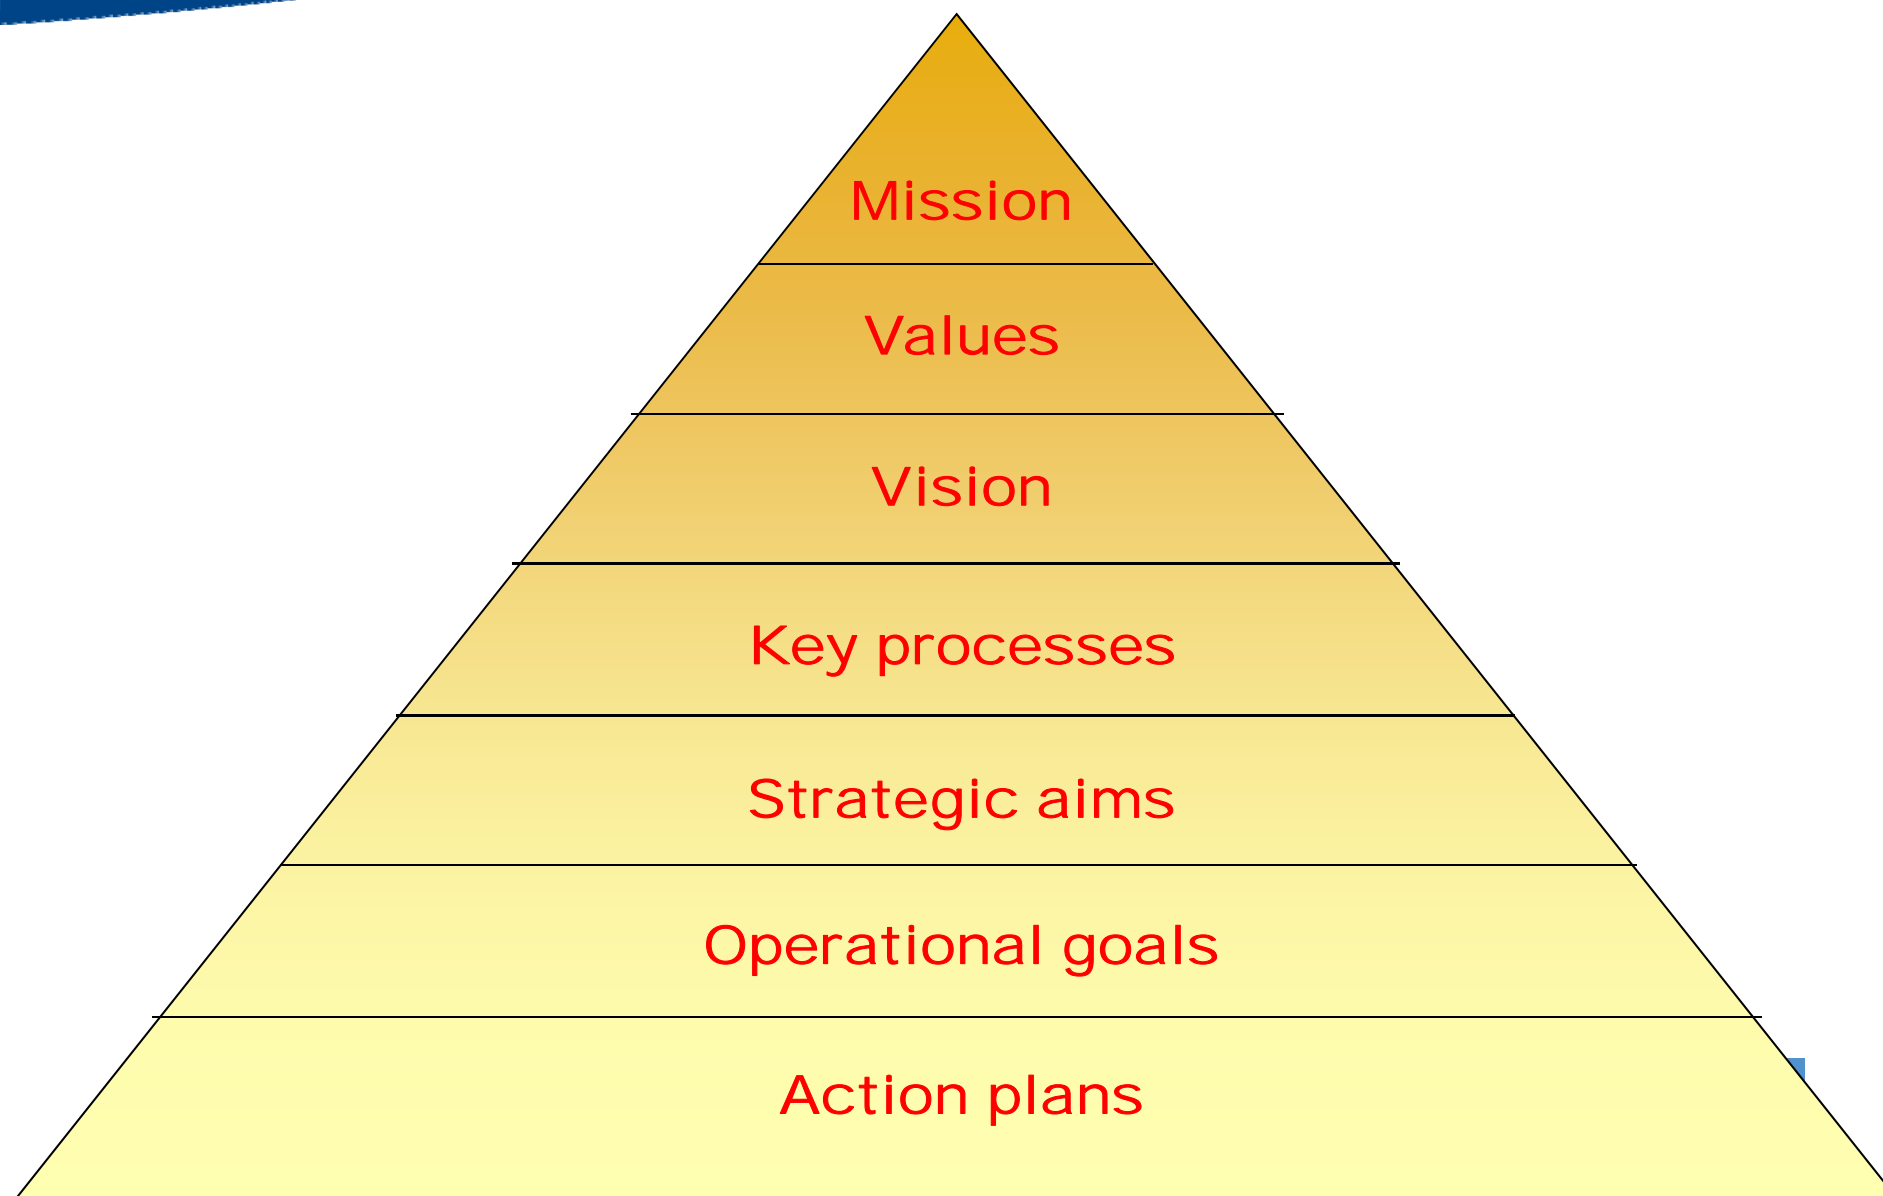 Mission
Values
Vision
Key processes
Strategic aims
Operational goals
Action plans